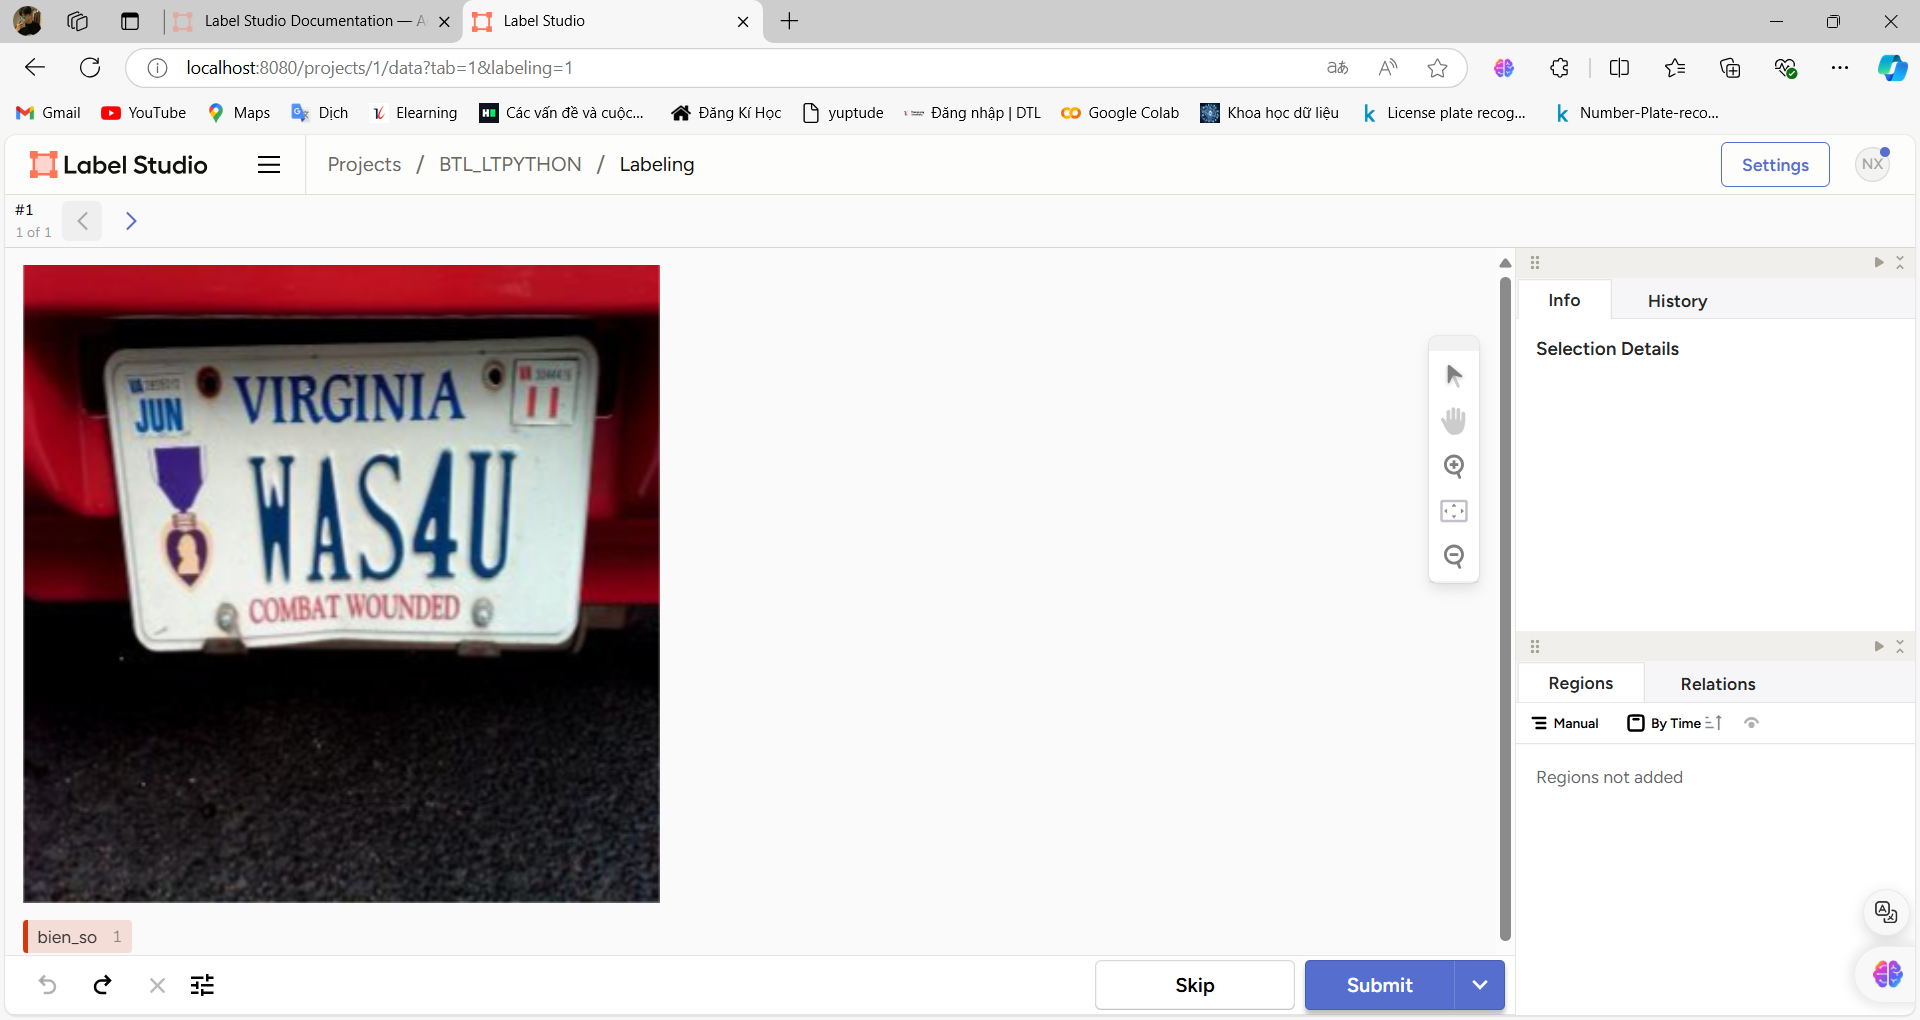 Label Studio Documentation — A
Label Studio
localhost:8080/projects/1/data?tab=1&labeling=1
Gmail
YouTube
Maps
Dịch
Elearning
Các vấn đề và cuộc...
Đăng Kí Học
yuptude
Đăng nhập | DTL
Google Colab
Khoa học dữ liệu
License plate recog...
Number-Plate-reco...
Label Studio
Projects / BTL_LTPYTHON / Labeling
Settings
NX
#1
1 of 1
JUN
VIRGINIA
11
WAS4U
COMBAT WOUNDED
Info
History
Selection Details
Regions
Relations
Manual
By Time
Regions not added
bien_so 1
Skip
Submit